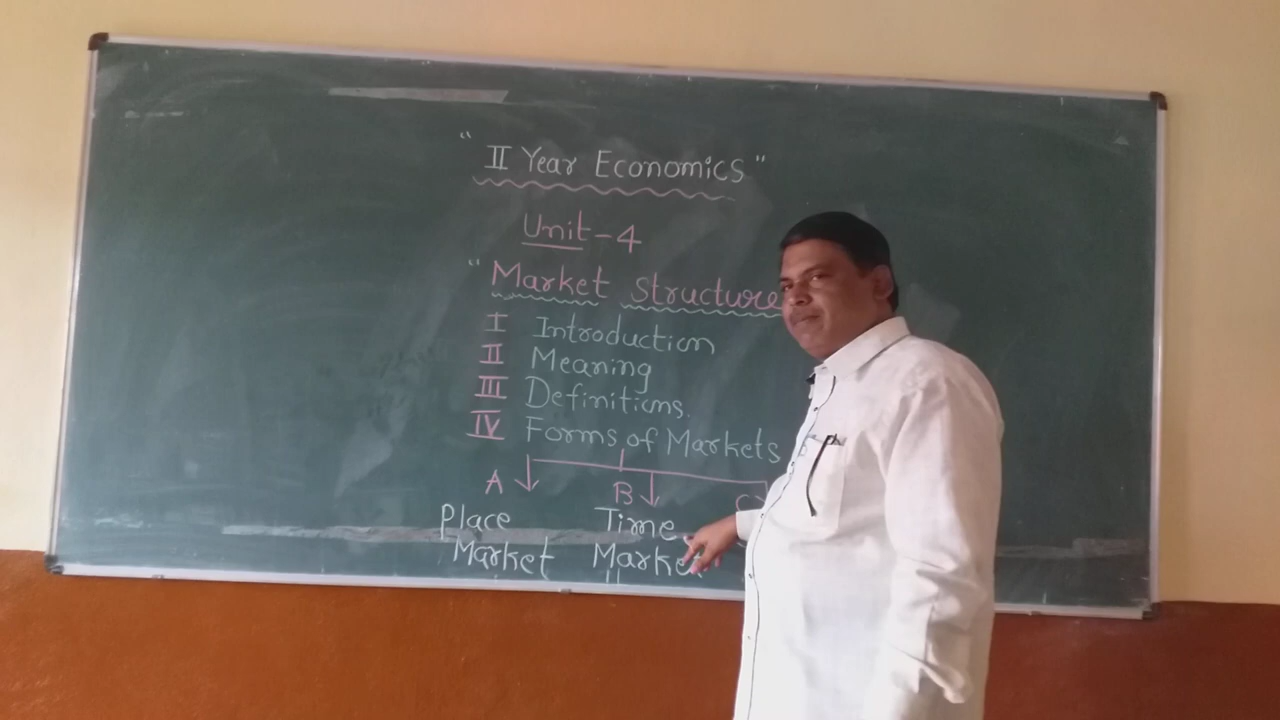 " II Year Economics "
Unit - 4
" Market Structure
I Introduction
II Meaning
III Definitions.
IV Forms of Markets
A B C
Place Time
Market Market